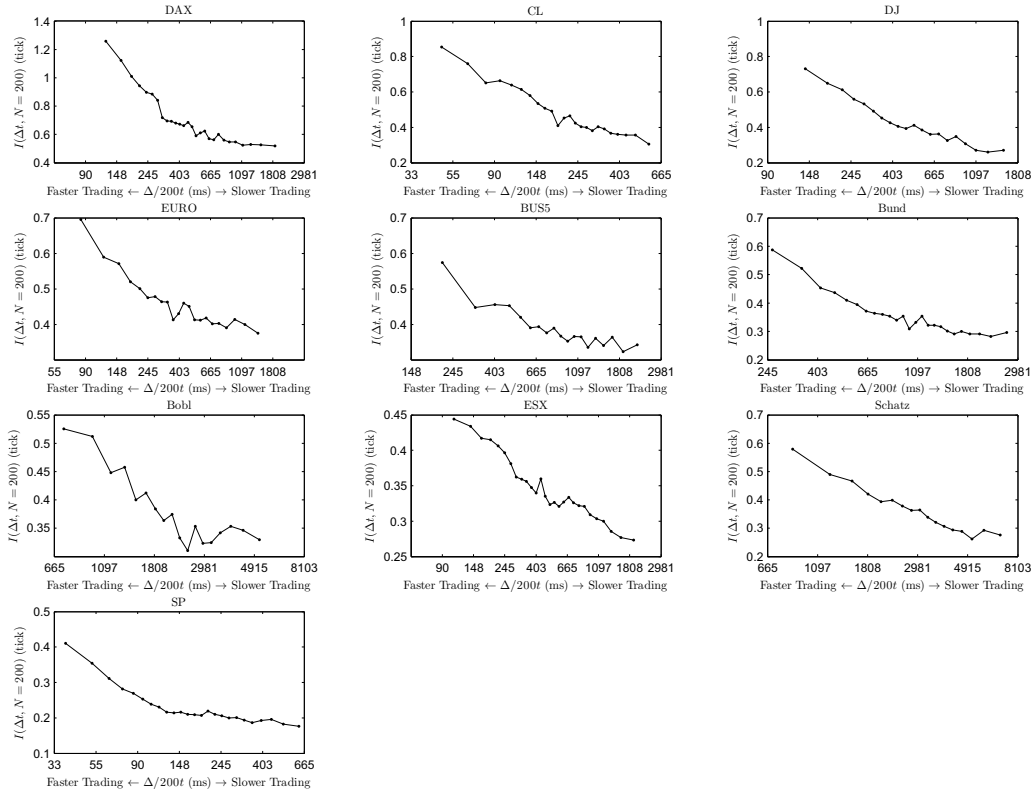 DAX
I(Δt, N = 200) (tick)
1.4
1.2
1
0.8
0.6
0.4
90 148 245 403 665 1097 1808 2981
Faster Trading ← Δ/200t (ms) → Slower Trading
CL
I(Δt, N = 200) (tick)
1
0.8
0.6
0.4
0.2
33 55 90 148 245 403 665
Faster Trading ← Δ/200t (ms) → Slower Trading
DJ
I(Δt, N = 200) (tick)
1
0.8
0.6
0.4
0.2
90 148 245 403 665 1097 1808
Faster Trading ← Δ/200t (ms) → Slower Trading
EURO
I(Δt, N = 200) (tick)
0.7
0.6
0.5
0.4
55 90 148 245 403 665 1097 1808
Faster Trading ← Δ/200t (ms) → Slower Trading
BUS5
I(Δt, N = 200) (tick)
0.7
0.6
0.5
0.4
148 245 403 665 1097 1808 2981
Faster Trading ← Δ/200t (ms) → Slower Trading
Bund
I(Δt, N = 200) (tick)
0.7
0.6
0.5
0.4
0.3
0.2
245 403 665 1097 1808 2981
Faster Trading ← Δ/200t (ms) → Slower Trading
Bobl
I(Δt, N = 200) (tick)
0.55
0.5
0.45
0.4
0.35
665 1097 1808 2981 4915 8103
Faster Trading ← Δ/200t (ms) → Slower Trading
ESX
I(Δt, N = 200) (tick)
0.45
0.4
0.35
0.3
0.25
90 148 245 403 665 1097 1808 2981
Faster Trading ← Δ/200t (ms) → Slower Trading
Schatz
I(Δt, N = 200) (tick)
0.7
0.6
0.5
0.4
0.3
0.2
665 1097 1808 2981 4915 8103
Faster Trading ← Δ/200t (ms) → Slower Trading
SP
I(Δt, N = 200) (tick)
0.5
0.4
0.3
0.2
0.1
33 55 90 148 245 403 665
Faster Trading ← Δ/200t (ms) → Slower Trading